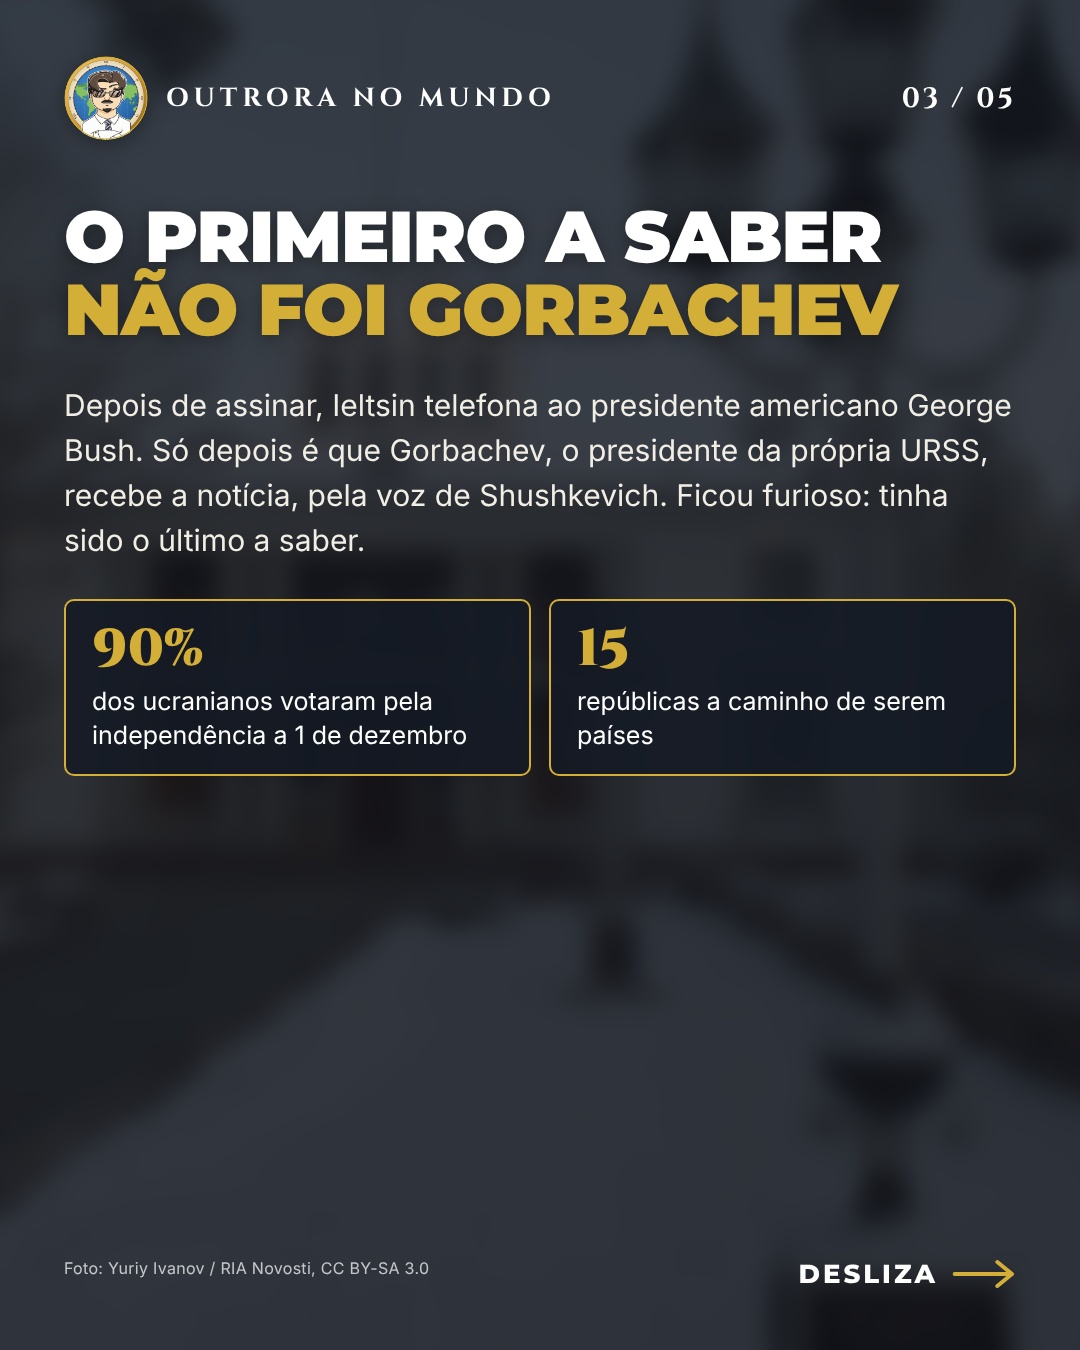 OUTRORA NO MUNDO
03 / 05
O PRIMEIRO A SABER
NÃO FOI GORBACHEV
Depois de assinar, Ieltsin telefona ao presidente americano George
Bush. Só depois é que Gorbachev, o presidente da própria URSS,
recebe a notícia, pela voz de Shushkevich. Ficou furioso: tinha
sido o último a saber.
90%
dos ucranianos votaram pela
independência a 1 de dezembro
15
repúblicas a caminho de serem
países
Foto: Yuriy Ivanov / RIA Novosti, CC BY-SA 3.0
DESLIZA